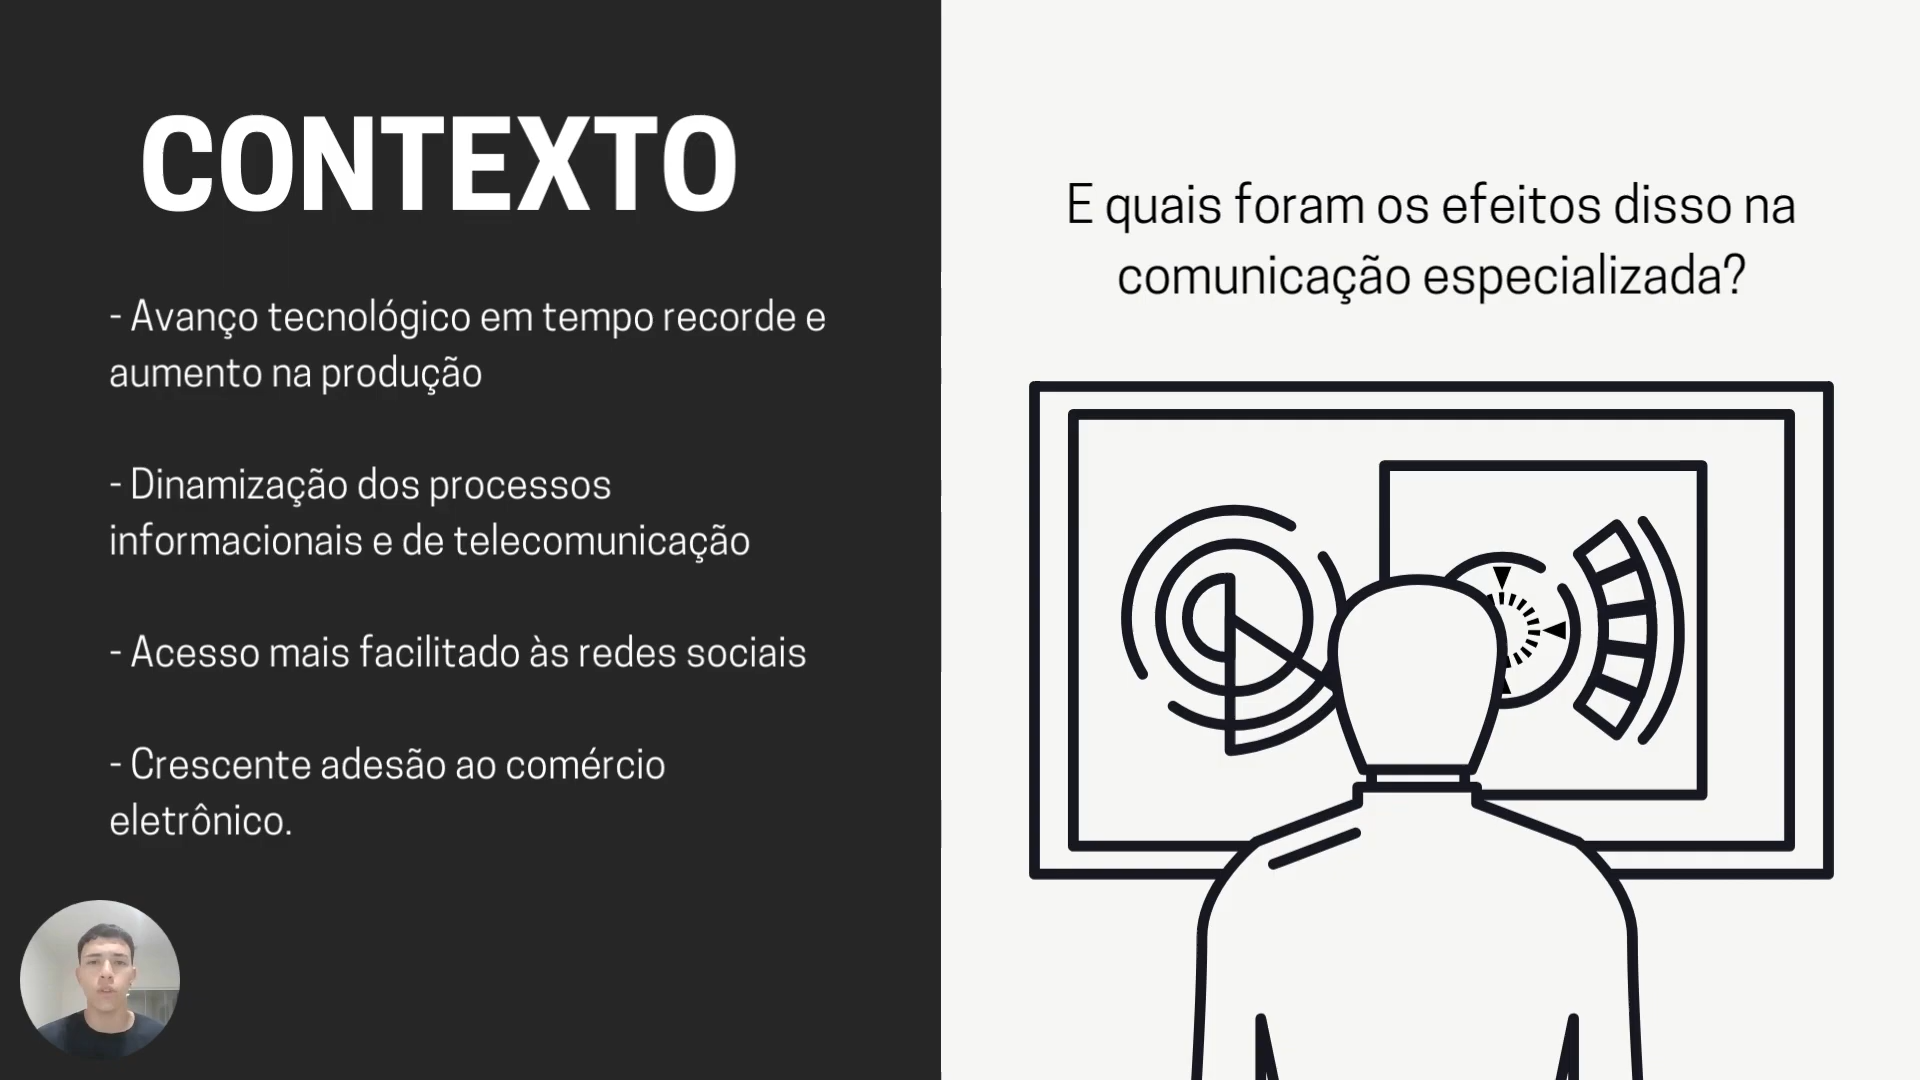 CONTEXTO
- Avanço tecnológico em tempo recorde e
aumento na produção
- Dinamização dos processos
informacionais e de telecomunicação
- Acesso mais facilitado às redes sociais
- Crescente adesão ao comércio
eletrônico.
E quais foram os efeitos disso na
comunicação especializada?